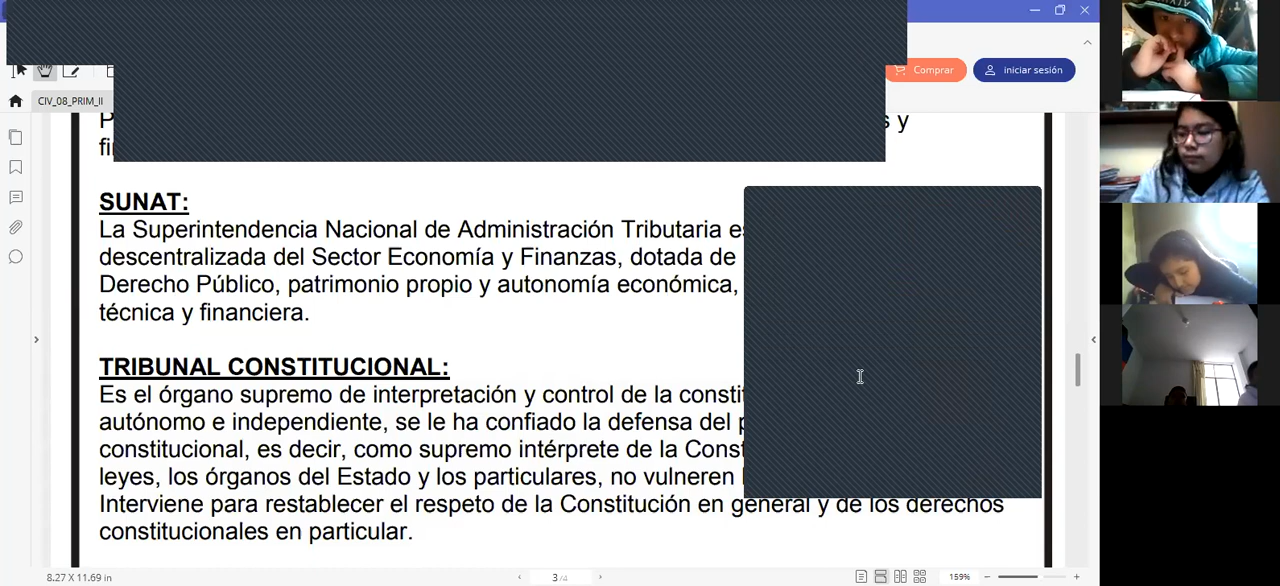 Comprar
iniciar sesión
CIV_08_PRIM_II
y
SUNAT:
La Superintendencia Nacional de Administración Tributaria
descentralizada del Sector Economía y Finanzas, dotada de
Derecho Público, patrimonio propio y autonomía económica,
técnica y financiera.
TRIBUNAL CONSTITUCIONAL:
Es el órgano supremo de interpretación y control de la
autónomo e independiente, se le ha confiado la defensa del
constitucional, es decir, como supremo intérprete de la
leyes, los órganos del Estado y los particulares, no vulneren
Interviene para restablecer el respeto de la Constitución en general y de los derechos
constitucionales en particular.
8.27 X 11.69 in
3 /4
159%